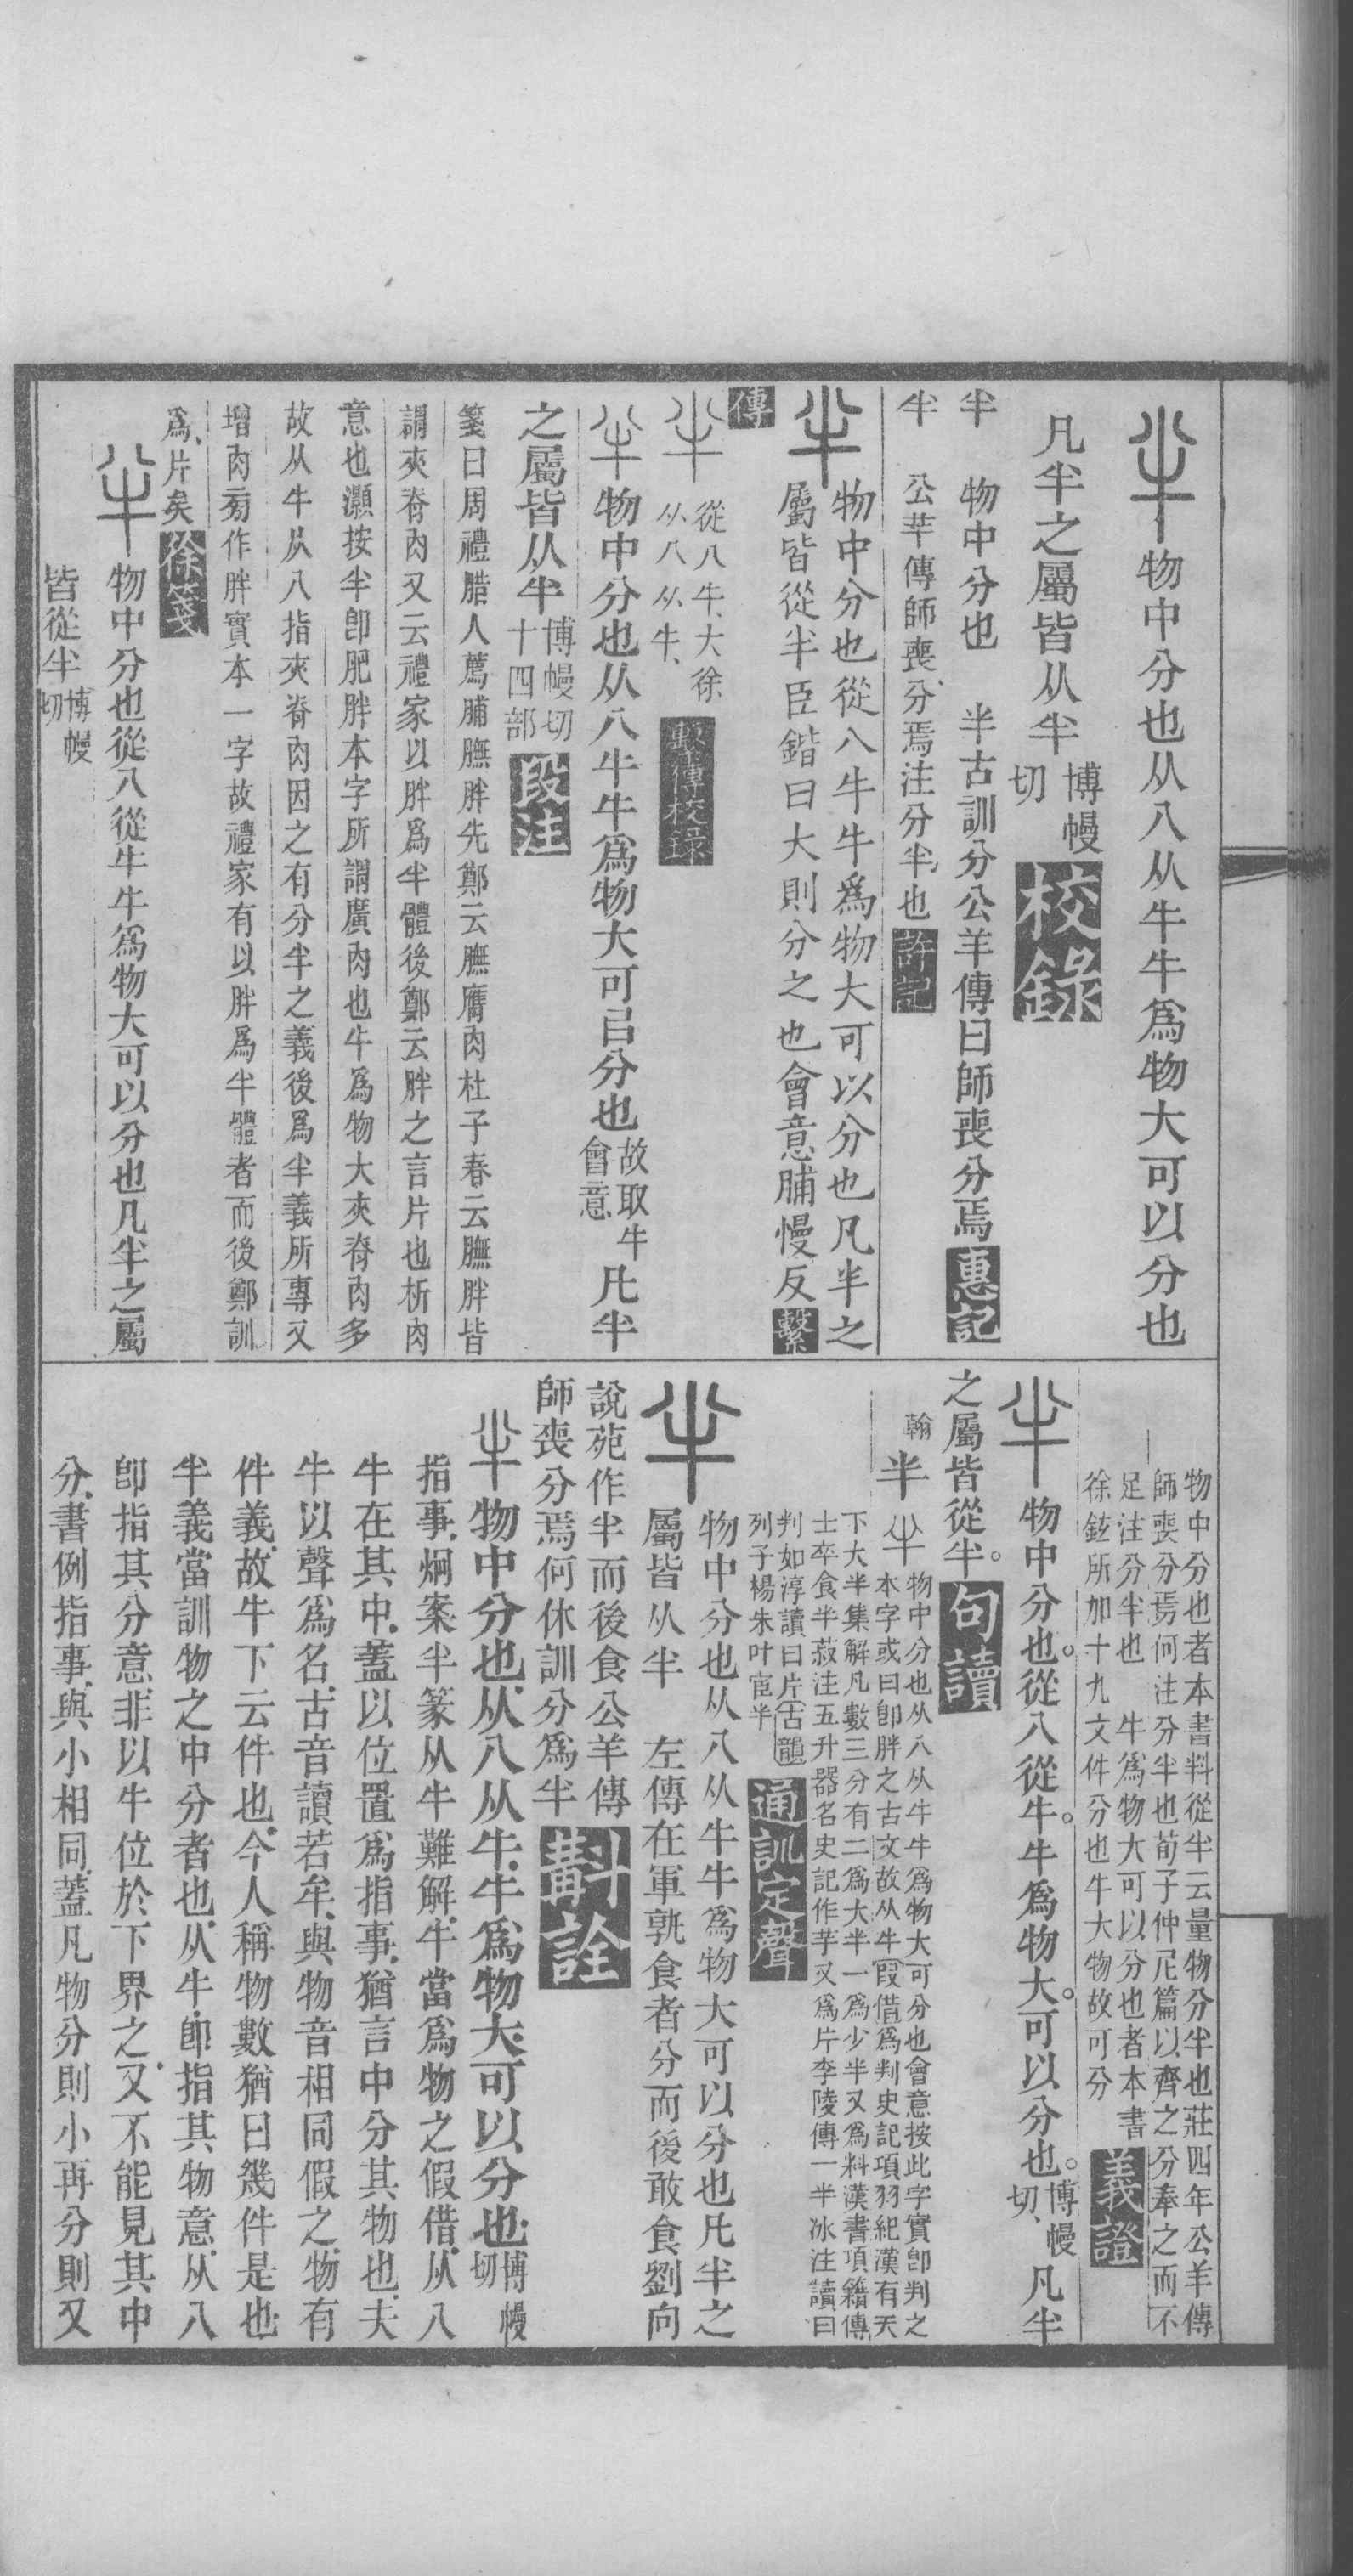 半物中分也从八从牛牛爲物大可以分也
凡半之屬皆从半博幔切校錄
半　物中分也　半古訓分公羊傳曰師喪分焉惠記
半　公羊傳師喪分焉注分半也許記
半物中分也從八牛牛爲物大可以分也凡半之
屬皆從半臣鍇曰大則分之也會意脯慢反繫
傳
半從八牛大徐
从八从牛繫傳校錄
半物中分也从八牛牛爲物大可㠯分也故取牛會意凡半
之屬皆从半博幔切十四部段注
箋曰周禮腊人薦脯膴胖先鄭云膴膺肉杜子春云膴胖皆
謂夾脊肉又云禮家以胖爲半體後鄭云胖之言片也析肉
意也灝按半卽肥胖本字所謂廣肉也牛爲物大夾脊肉多
故从牛从八指夾脊肉因之有分半之義後爲半義所專又
增肉旁作胖實本一字故禮家有以胖爲半體者而後鄭訓
爲片矣徐箋
半物中分也從八從牛牛爲物大可以分也凡半之屬
皆從半博幔切
物中分也者本書料從半云量物分半也莊四年公羊傳
師喪分焉何注分半也荀子仲尼篇以齊之分奉之而不
足注分半也　牛爲物大可以分也者本書
徐鉉所加十九文件分也牛大物故可分義證
半物中分也。從八從牛。牛爲物大。可以分也。博幔切、凡半
之屬皆從半。句讀
翰半　半物中分也从八从牛牛爲物大可分也會意按此字實卽判之
本字或曰卽胖之古文故从牛叚借爲判史記項羽紀漢有天
下大半集解凡數三分有二爲大半一爲少半又爲料漢書項籍傳
士卒食半菽注五升器名史記作芋又爲片李陵傳一半冰注讀曰
判如淳讀曰片古韻
列子楊朱叶宦半通訓定聲
半物中分也从八从牛牛爲物大可以分也凡半之
屬皆从半　左傳在軍孰食者分而後敢食劉向
說苑作半而後食公羊傳
師喪分焉何休訓分爲半斠詮
半物中分也从八从牛牛爲物大可以分也博幔切
指事炯案半篆从牛難解牛當爲物之假借从八
牛在其中蓋以位置爲指事猶言中分其物也夫
牛以聲爲名古音讀若牟與物音相同假之物有
件義故牛下云件也今人稱物數猶曰幾件是也
半義當訓物之中分者也从牛卽指其物意从八
卽指其分意非以牛位於下界之又不能見其中
分書例指事與小相同蓋凡物分則小再分則又